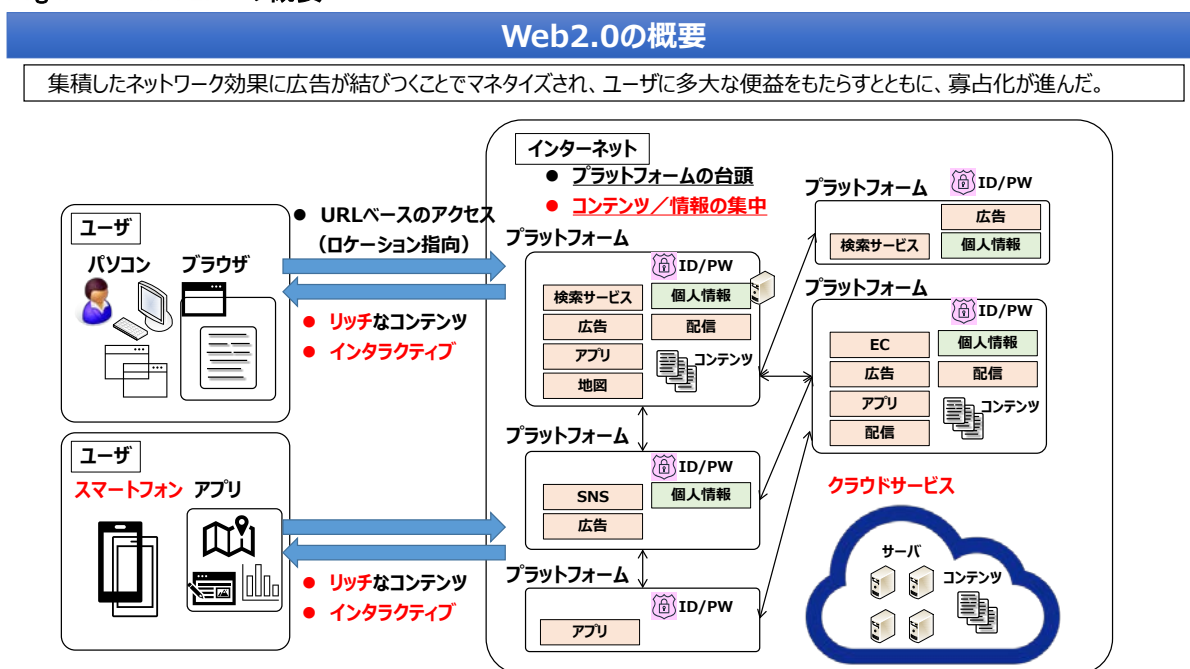 Web2.0の概要
集積したネットワーク効果に広告が結びつくことでマネタイズされ、ユーザに多大な便益をもたらすとともに、寡占化が進んだ。
ユーザ
パソコン
ブラウザ
● URLベースのアクセス
(ロケーション指向)
● リッチなコンテンツ
● インタラクティブ
ユーザ
スマートフォン
アプリ
● リッチなコンテンツ
● インタラクティブ
インターネット
● プラットフォームの台頭
● コンテンツ/情報の集中
プラットフォーム
ID/PW
検索サービス
個人情報
広告
配信
アプリ
コンテンツ
地図
プラットフォーム
ID/PW
SNS
個人情報
広告
プラットフォーム
ID/PW
アプリ
プラットフォーム
ID/PW
広告
検索サービス
個人情報
プラットフォーム
ID/PW
EC
個人情報
広告
配信
アプリ
コンテンツ
配信
クラウドサービス
サーバ
コンテンツ